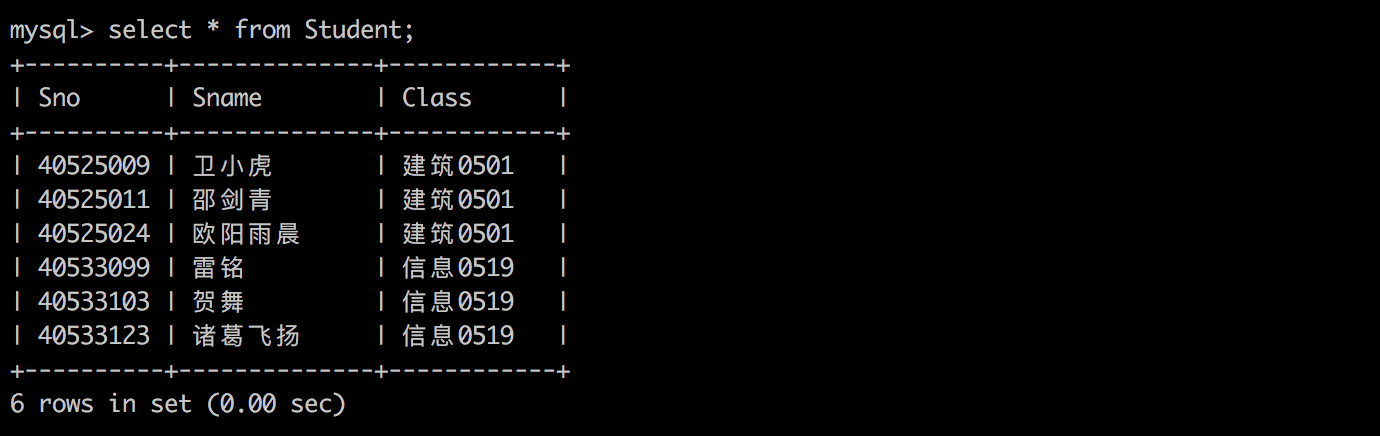 mysql> select * from Student;
+----------+--------------+------------+
| Sno      | Sname        | Class      |
+----------+--------------+------------+
| 40525009 | 卫小虎       | 建筑0501   |
| 40525011 | 邵剑青       | 建筑0501   |
| 40525024 | 欧阳雨晨     | 建筑0501   |
| 40533099 | 雷铭         | 信息0519   |
| 40533103 | 贺舞         | 信息0519   |
| 40533123 | 诸葛飞扬     | 信息0519   |
+----------+--------------+------------+
6 rows in set (0.00 sec)